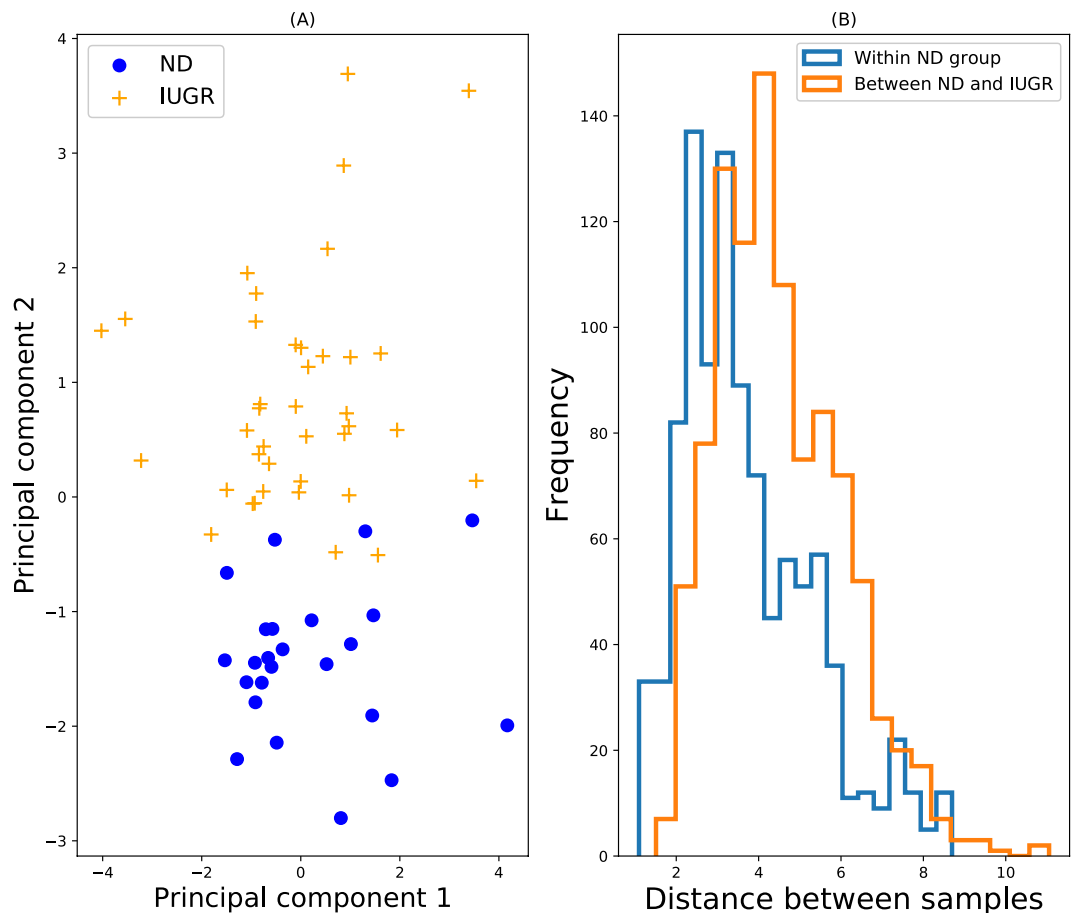 (A)
ND
IUGR
4
3
2
1
0
−1
−2
−3
Principal component 2
−4
−2
0
2
4
Principal component 1
(B)
Within ND group
Between ND and IUGR
140
120
100
80
60
40
20
0
Frequency
2
4
6
8
10
Distance between samples